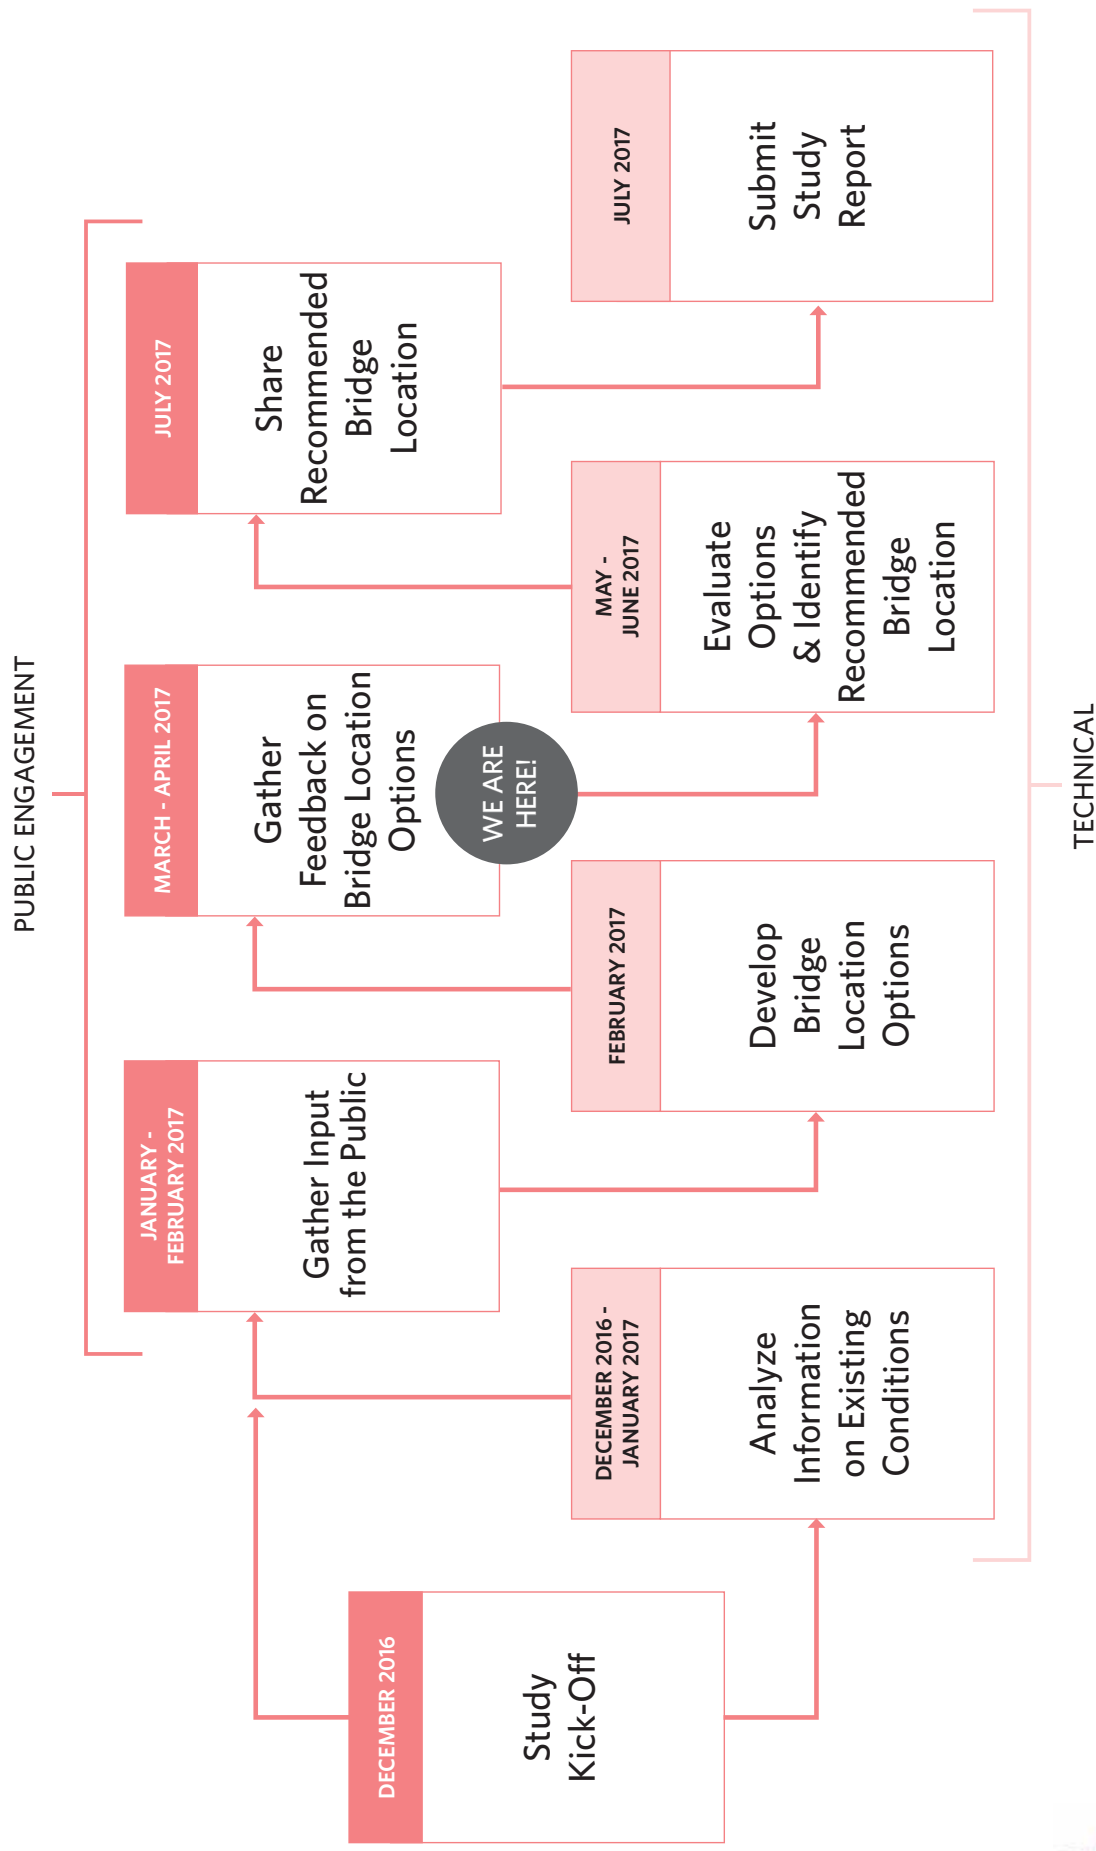 PUBLIC ENGAGEMENT
DECEMBER 2016
Study
Kick-Off
JANUARY -
FEBRUARY 2017
Gather Input
from the Public
MARCH - APRIL 2017
Gather
Feedback on
Bridge Location
Options
WE ARE
HERE!
JULY 2017
Share
Recommended
Bridge
Location
DECEMBER 2016 -
JANUARY 2017
Analyze
Information
on Existing
Conditions
FEBRUARY 2017
Develop
Bridge
Location
Options
MAY -
JUNE 2017
Evaluate
Options
& Identify
Recommended
Bridge
Location
JULY 2017
Submit
Study
Report
TECHNICAL